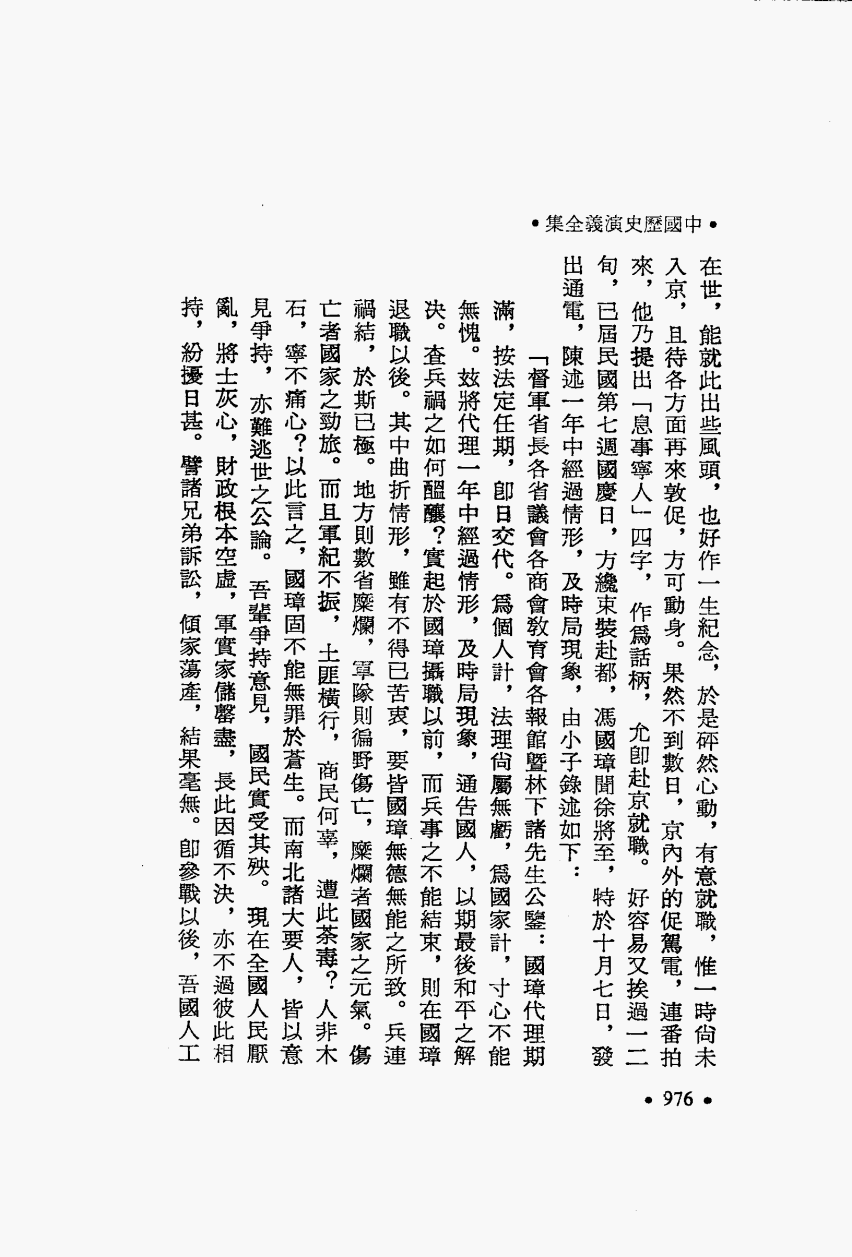 •中國歷史演義全集•
在世，能就此出些風頭，也好作一生紀念，於是砰然心動，有意就職，惟一時尙未
入京，且待各方面再來敦促，方可動身。果然不到數日，京內外的促駕電，連番拍
來，他乃提出「息事寧人」四字，作爲話柄，允卽赴京就職。好容易又挨過一二
旬，已屆民國第七週國慶日，方纔束裝赴都，馮國璋聞徐將至，特於十月七日，發
出通電，陳述一年中經過情形，及時局現象，由小子錄述如下：
「督軍省長各省議會各商會教育會各報館暨林下諸先生公鑒：國璋代理期
滿，按法定任期，卽日交代。爲個人計，法理尙屬無虧，爲國家計，寸心不能
無愧。玆將代理一年中經過情形，及時局現象，通告國人，以期最後和平之解
決。查兵禍之如何醞釀？實起於國璋攝職以前，而兵事之不能結束，則在國璋
退職以後。其中曲折情形，雖有不得已苦衷，要皆國璋無德無能之所致。兵連
禍結，於斯已極。地方則數省糜爛，軍隊則徧野傷亡，糜爛者國家之元氣。傷
亡者國家之勁旅。而且軍紀不振，土匪橫行，商民何辜，遭此荼毒？人非木
石，寧不痛心？以此言之，國璋固不能無罪於蒼生。而南北諸大要人，皆以意
見爭持，亦難逃世之公論。吾輩爭持意見，國民實受其殃。現在全國人民厭
亂，將士灰心，財政根本空虛，軍實家儲罄盡，長此因循不決，亦不過彼此相
持，紛擾日甚。譬諸兄弟訴訟，傾家蕩產，結果毫無。卽參戰以後，吾國人工
•976•